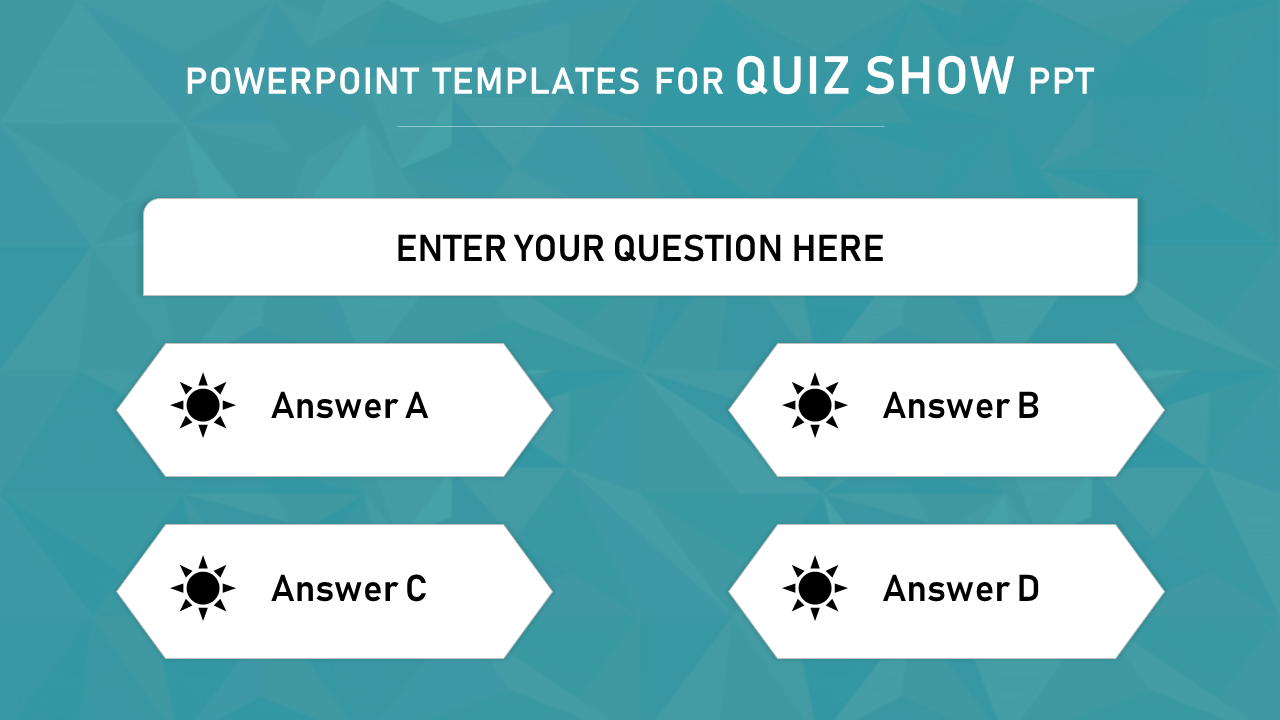 POWERPOINT TEMPLATES FOR QUIZ SHOW PPT
ENTER YOUR QUESTION HERE
Answer A
Answer B
Answer C
Answer D